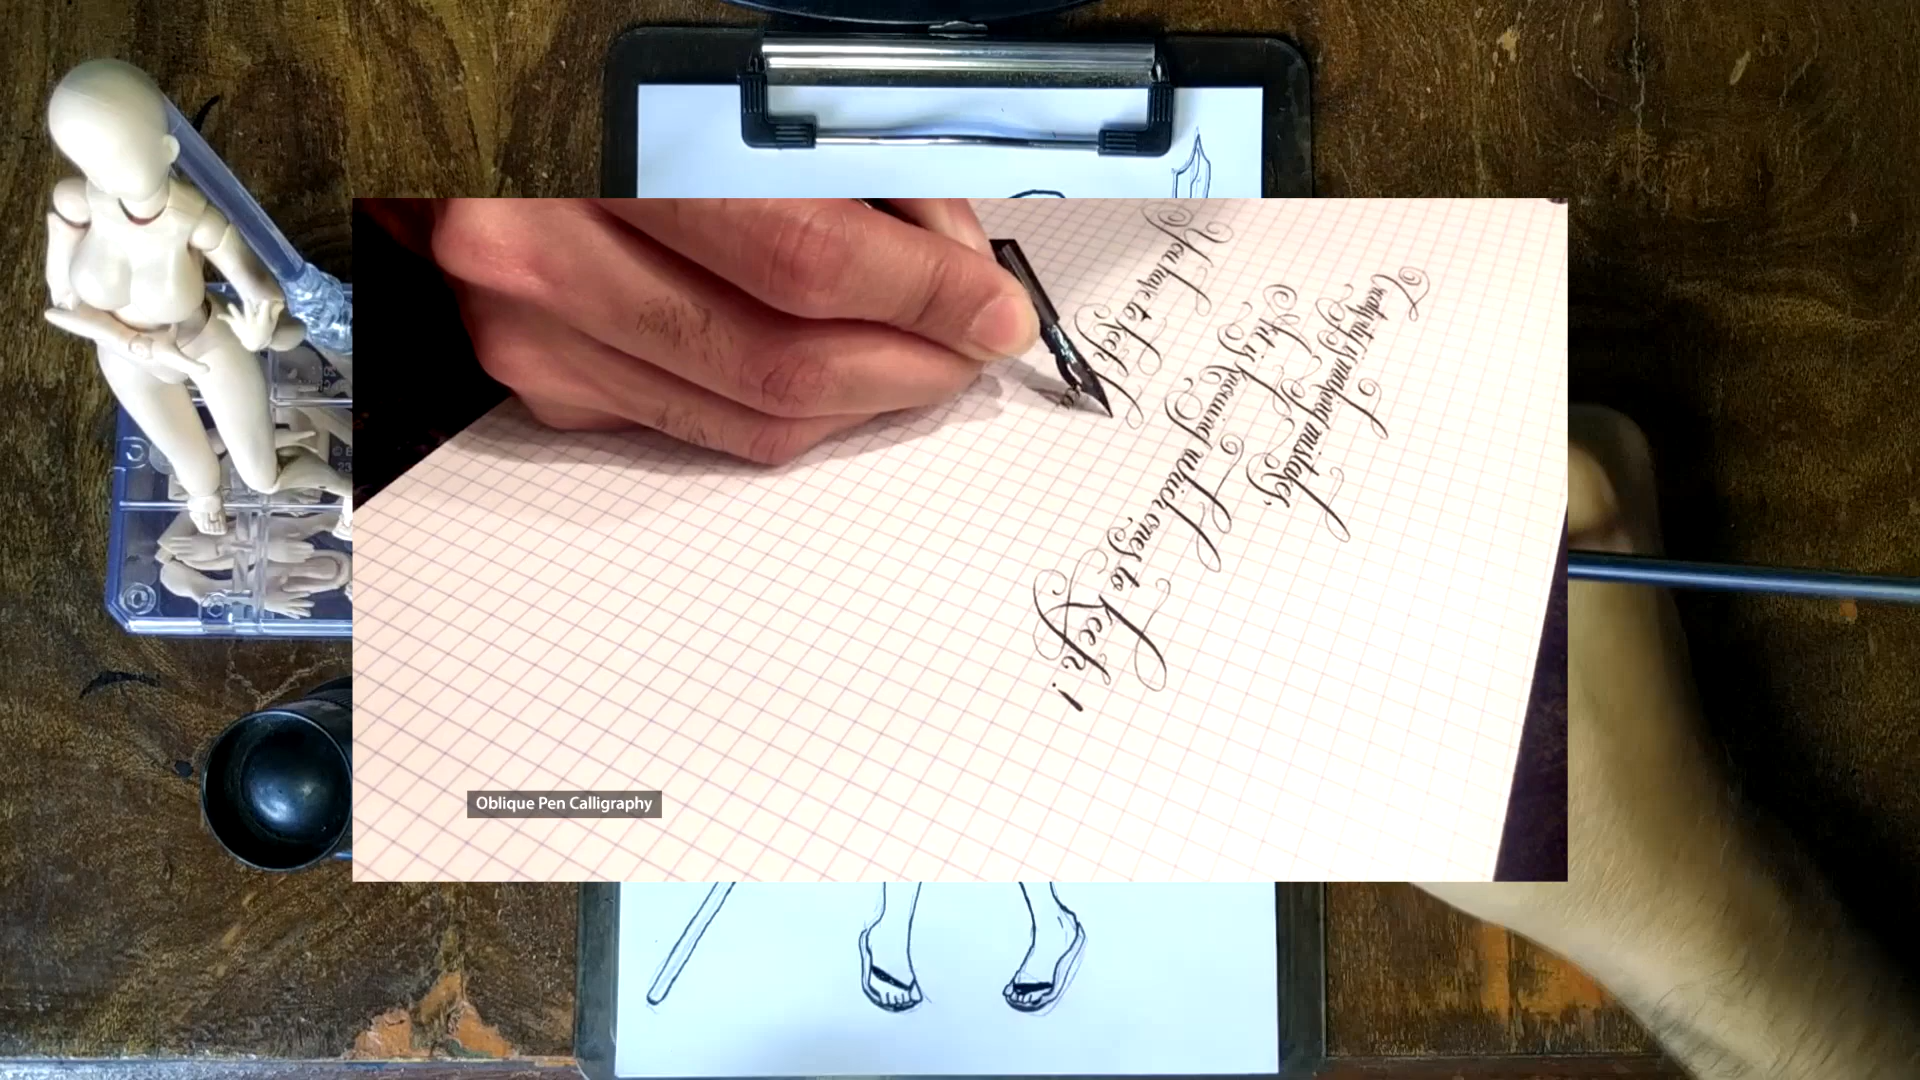 Creativity is making mistakes,
Art is knowing which ones to keep!
You have to keep
Oblique Pen Calligraphy